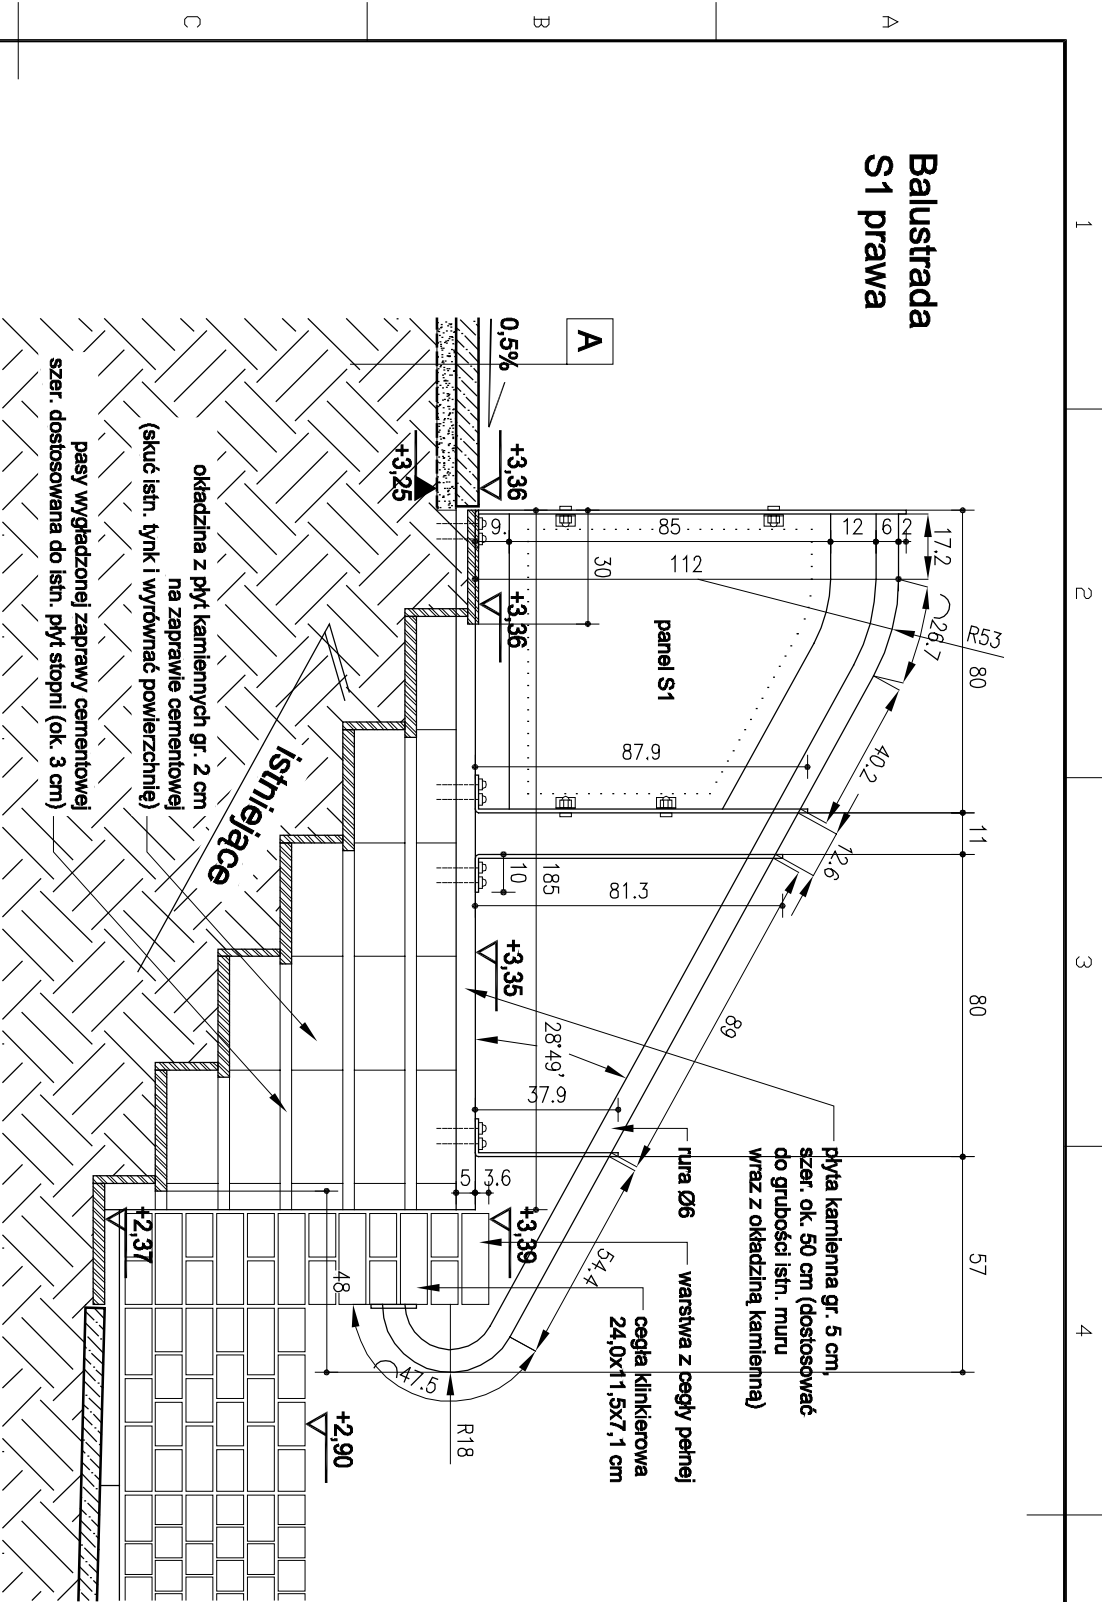 1
2
3
4
A
B
C
Balustrada
S1 prawa
80
11
80
57
17.2
26.7
R53
40.2
12.6
89
54.4
47.5
R18
2
6
12
85
9.
112
30
87.9
81.3
37.9
10
185
28°49'
5
3.6
48
panel S1
rura Ø6
A
0,5%
+3,36
+3,25
+3,36
+3,35
+3,39
+2,37
+2,90
płyta kamienna gr. 5 cm,
szer. ok. 50 cm (dostosować
do grubości istn. muru
wraz z okładziną kamienną)
warstwa z cegły pełnej
cegła klinkierowa
24,0x11,5x7,1 cm
istniejące
okładzina z płyt kamiennych gr. 2 cm
na zaprawie cementowej
(skuć istn. tynk i wyrównać powierzchnię)
pasy wygładzonej zaprawy cementowej
szer. dostosowana do istn. płyt stopni (ok. 3 cm)